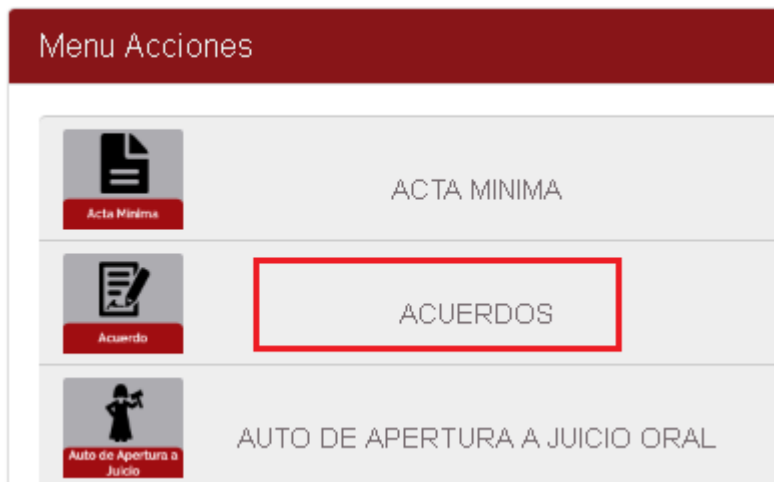 Menu Acciones
Acta Minima
ACTA MINIMA
Acuerdo
ACUERDOS
Auto de Apertura a
Juicio
AUTO DE APERTURA A JUICIO ORAL